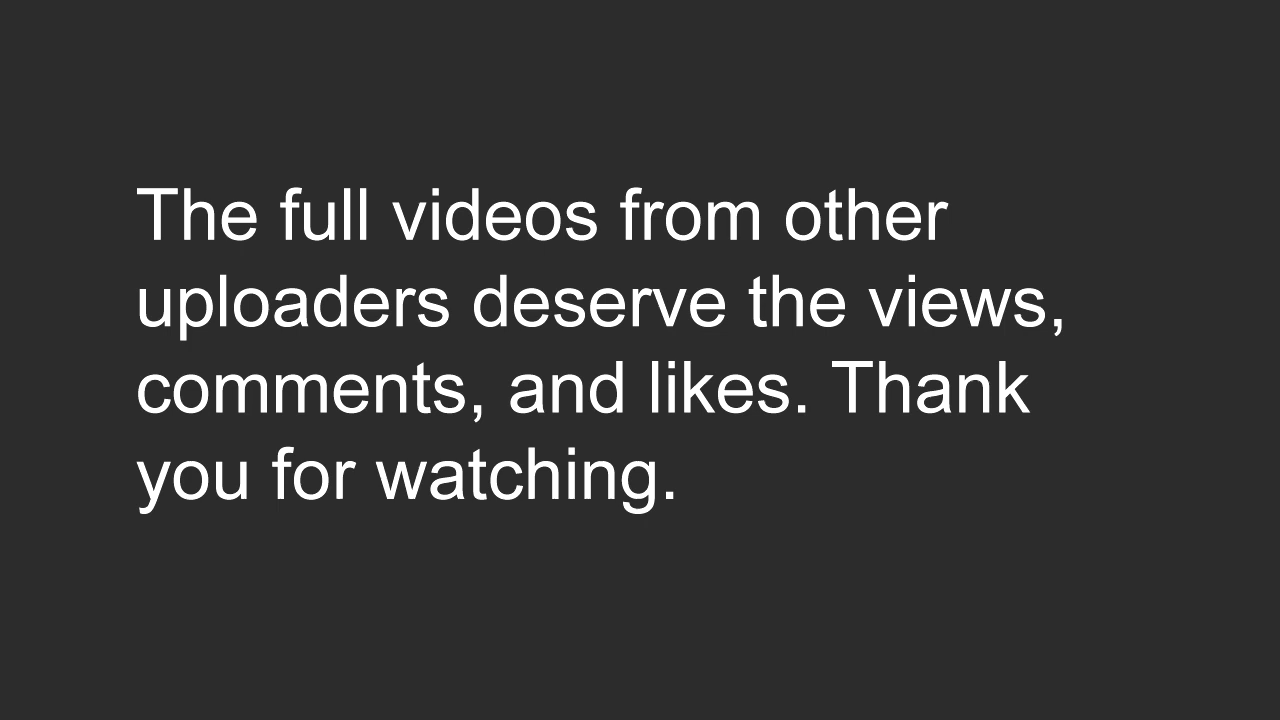 The full videos from other
uploaders deserve the views,
comments, and likes. Thank
you for watching.